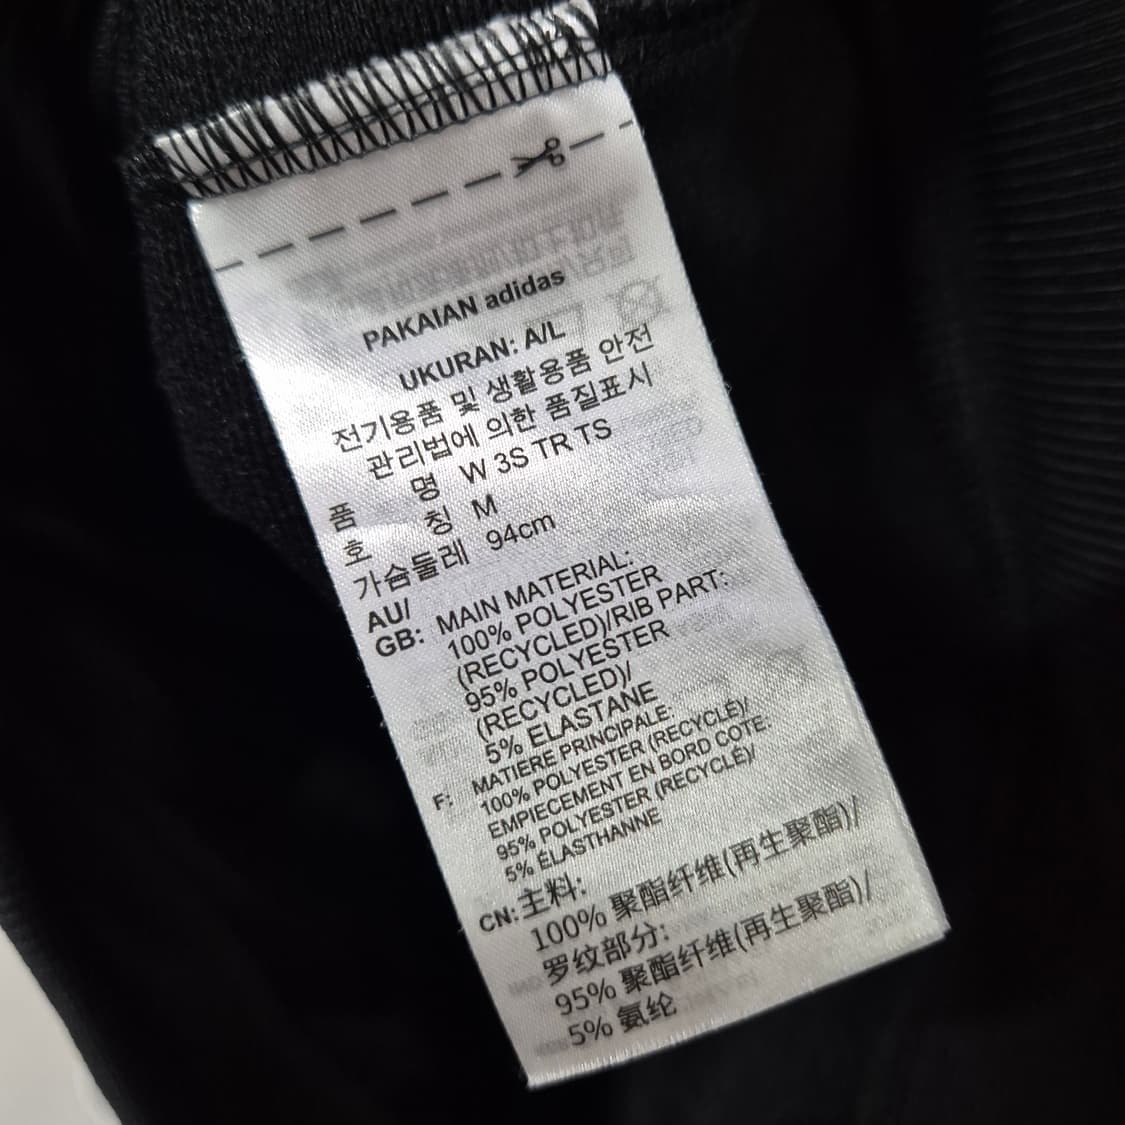 PAKAIAN adidas
UKURAN: A/L
전기용품 및 생활용품 안전
관리법에 의한 품질표시
품 명 W 3S TR TS
호 칭 M
가슴둘레 94cm
AU/
GB: MAIN MATERIAL:
100% POLYESTER
(RECYCLED)/RIB PART:
95% POLYESTER
(RECYCLED)/
5% ELASTANE
F: MATIERE PRINCIPALE:
100% POLYESTER (RECYCLÉ)/
EMPIECEMENT EN BORD COTE:
95% POLYESTER (RECYCLÉ)/
5% ÉLASTHANNE
CN: 主料:
100% 聚酯纤维(再生聚酯)/
罗纹部分:
95% 聚酯纤维(再生聚酯)/
5% 氨纶